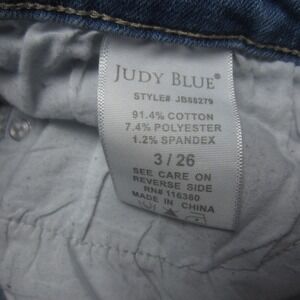 JUDY BLUE®
STYLE# JB88279
91.4% COTTON
7.4% POLYESTER
1.2% SPANDEX
3 / 26
SEE CARE ON
REVERSE SIDE
RN# 116380
MADE IN CHINA